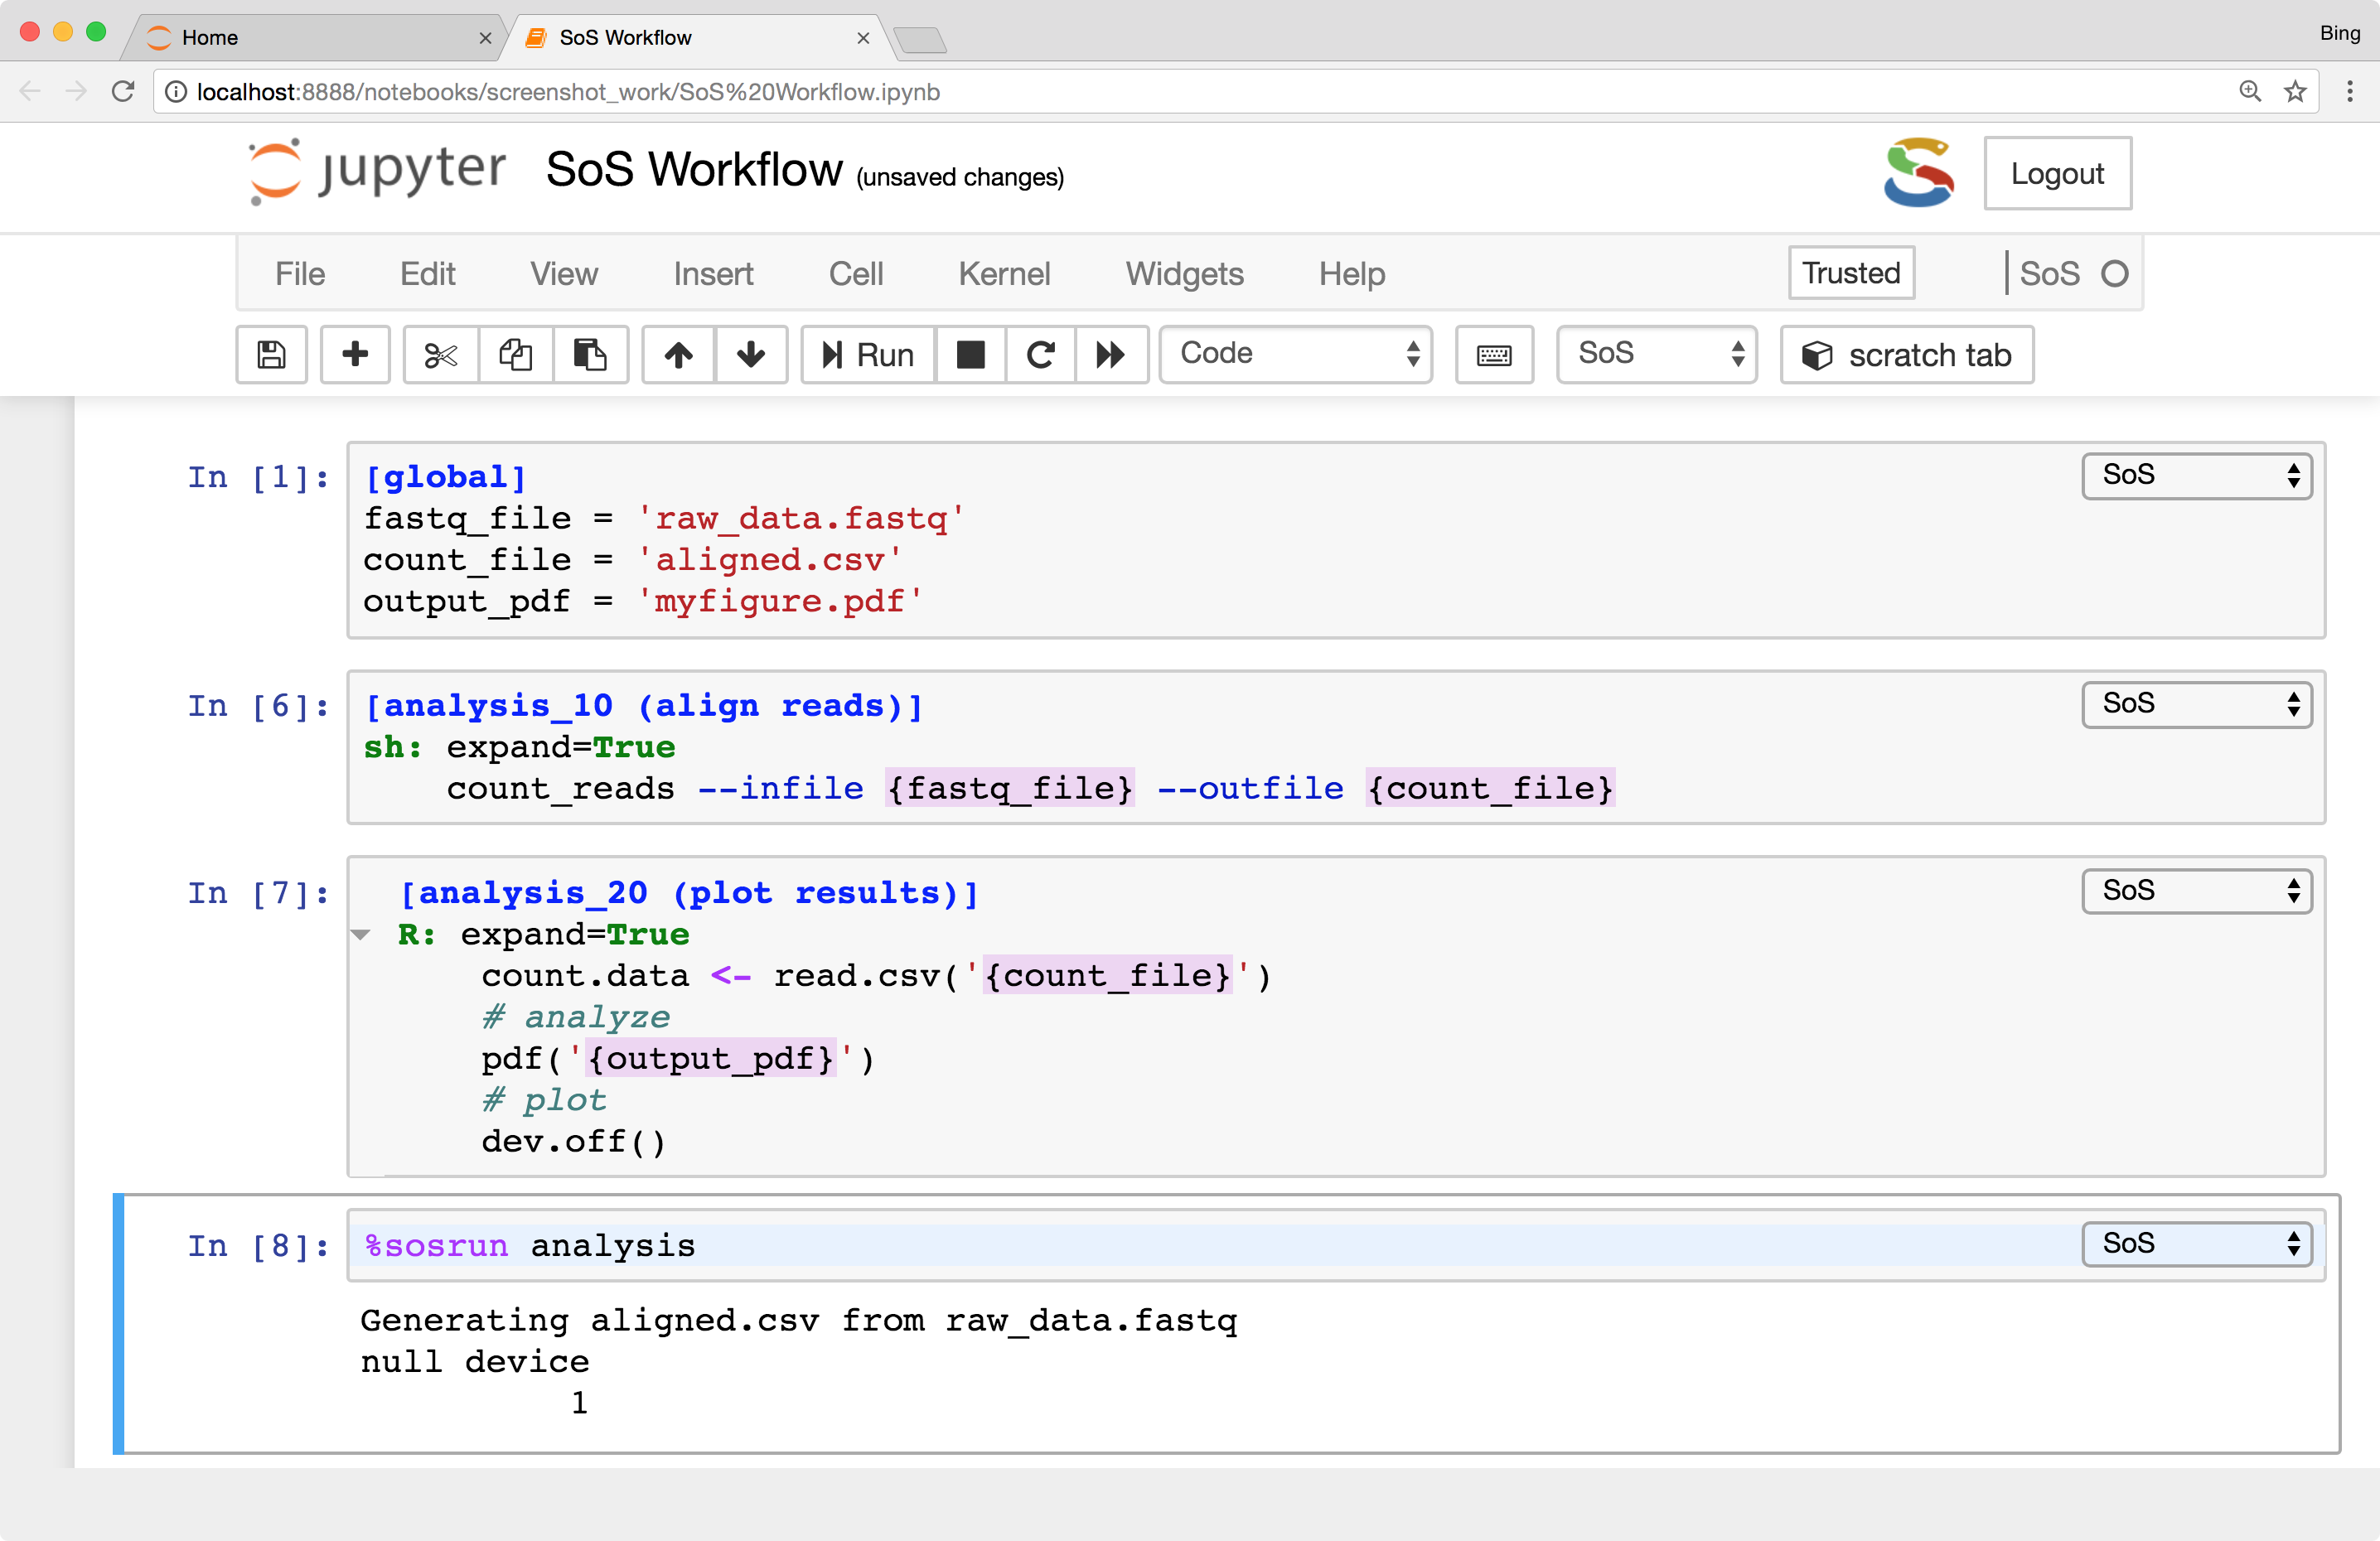 Home
SoS Workflow
Bing
localhost:8888/notebooks/screenshot_work/SoS%20Workflow.ipynb
jupyter SoS Workflow (unsaved changes)
Logout
File Edit View Insert Cell Kernel Widgets Help Trusted SoS
Run Code SoS scratch tab
In [1]: [global] SoS
fastq_file = 'raw_data.fastq'
count_file = 'aligned.csv'
output_pdf = 'myfigure.pdf'
In [6]: [analysis_10 (align reads)] SoS
sh: expand=True
count_reads --infile {fastq_file} --outfile {count_file}
In [7]: [analysis_20 (plot results)] SoS
R: expand=True
count.data <- read.csv('{count_file}')
# analyze
pdf('{output_pdf}')
# plot
dev.off()
In [8]: %sosrun analysis SoS
Generating aligned.csv from raw_data.fastq
null device
1